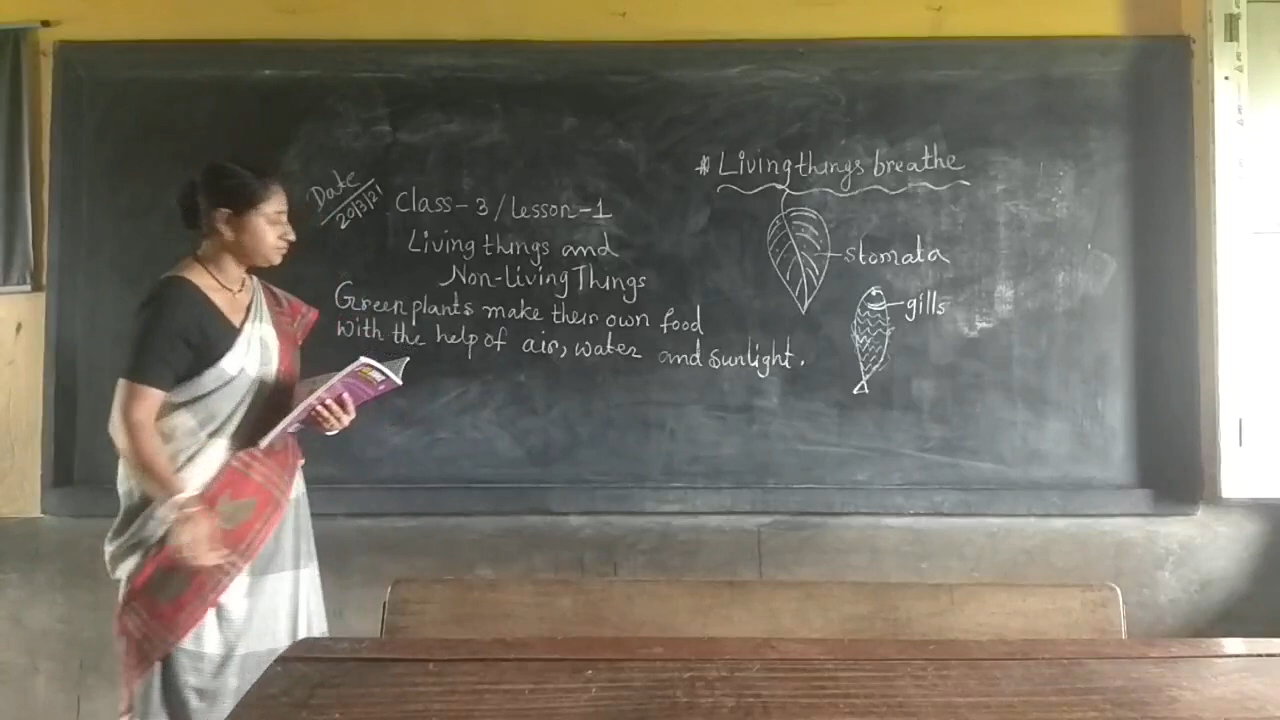 Date
20/3/21
Class-3/Lesson-1
Living things and
Non-Living Things
Green plants make their own food
with the help of air, water and sunlight.
# Living things breathe
stomata
gills